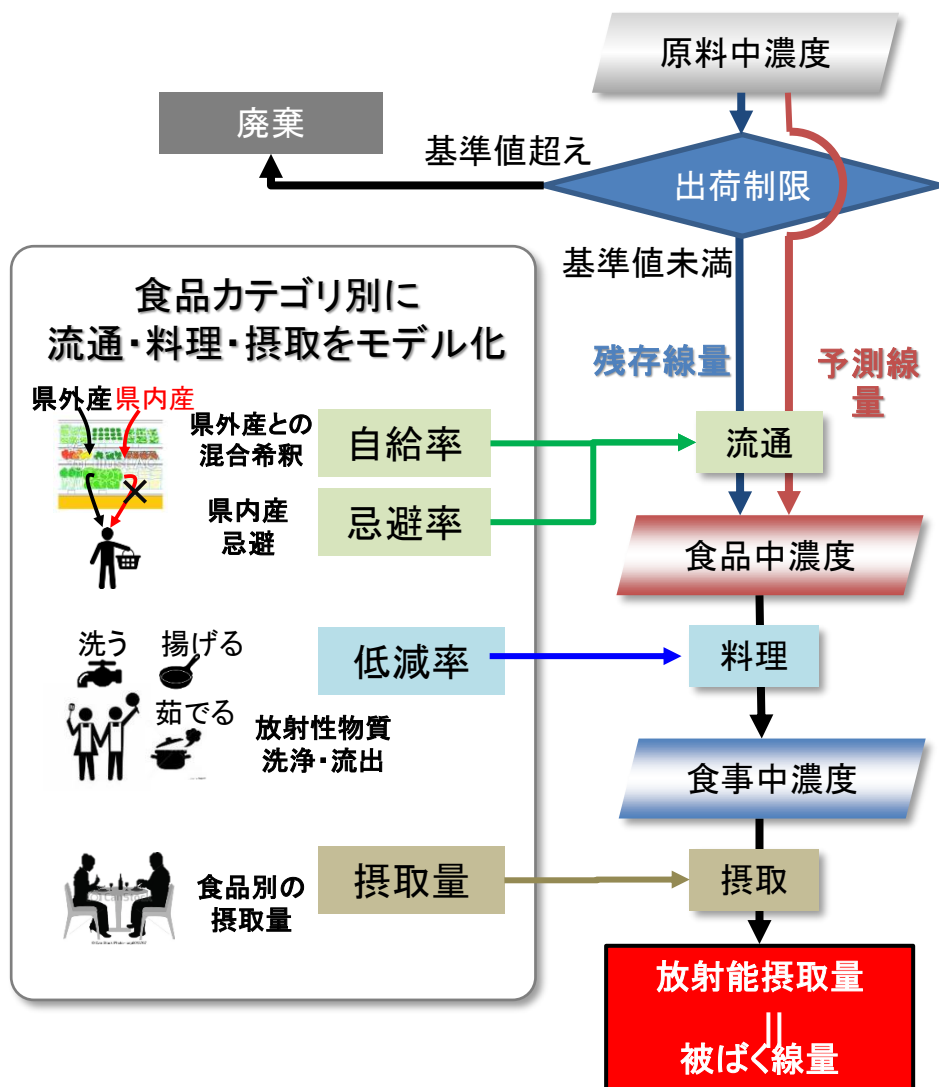 原料中濃度
廃棄
基準値超え
出荷制限
基準値未満
食品カテゴリ別に
流通・料理・摂取をモデル化
残存線量
予測線
量
県外産 県内産
県外産との
混合希釈
自給率
流通
県内産
忌避
忌避率
食品中濃度
洗う 揚げる
低減率
料理
茹でる
放射性物質
洗浄・流出
食事中濃度
食品別の
摂取量
摂取量
摂取
放射能摂取量
＝
被ばく線量